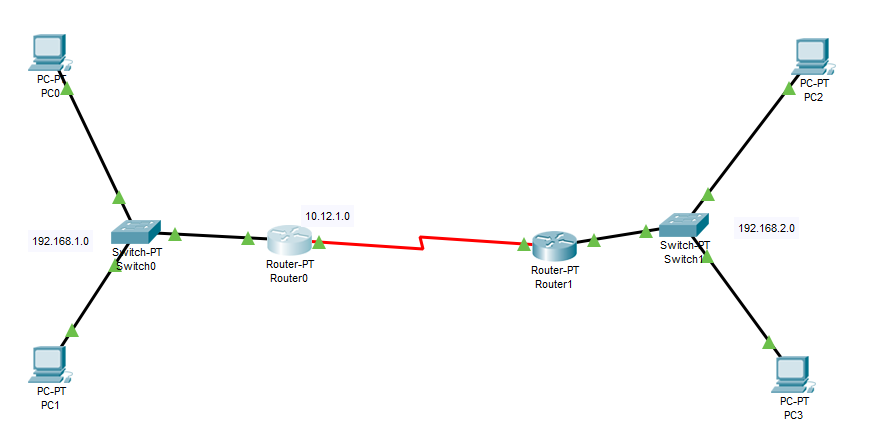 PC-PT
PC0
PC-PT
PC2
10.12.1.0
192.168.1.0
Switch-PT
Switch0
Router-PT
Router0
Router-PT
Router1
Switch-PT
Switch1
192.168.2.0
PC-PT
PC1
PC-PT
PC3